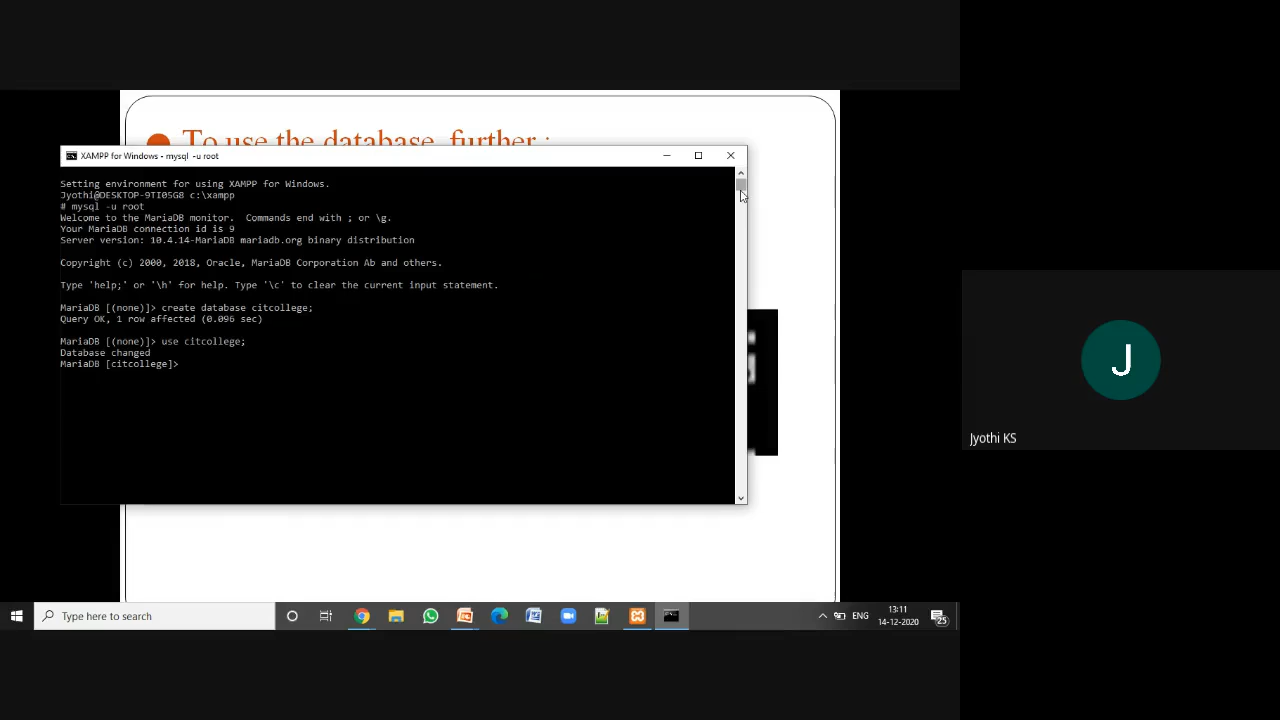 To use the database, further :
XAMPP for Windows - mysql -u root
Setting environment for using XAMPP for Windows.
Jyothi@DESKTOP-9TI05G8 c:\xampp
# mysql -u root
Welcome to the MariaDB monitor.  Commands end with ; or \g.
Your MariaDB connection id is 9
Server version: 10.4.14-MariaDB mariadb.org binary distribution
Copyright (c) 2000, 2018, Oracle, MariaDB Corporation Ab and others.
Type 'help;' or '\h' for help. Type '\c' to clear the current input statement.
MariaDB [(none)]> create database citcollege;
Query OK, 1 row affected (0.096 sec)
MariaDB [(none)]> use citcollege;
Database changed
MariaDB [citcollege]>
J
Jyothi KS
Type here to search
ENG
13:11
14-12-2020
25